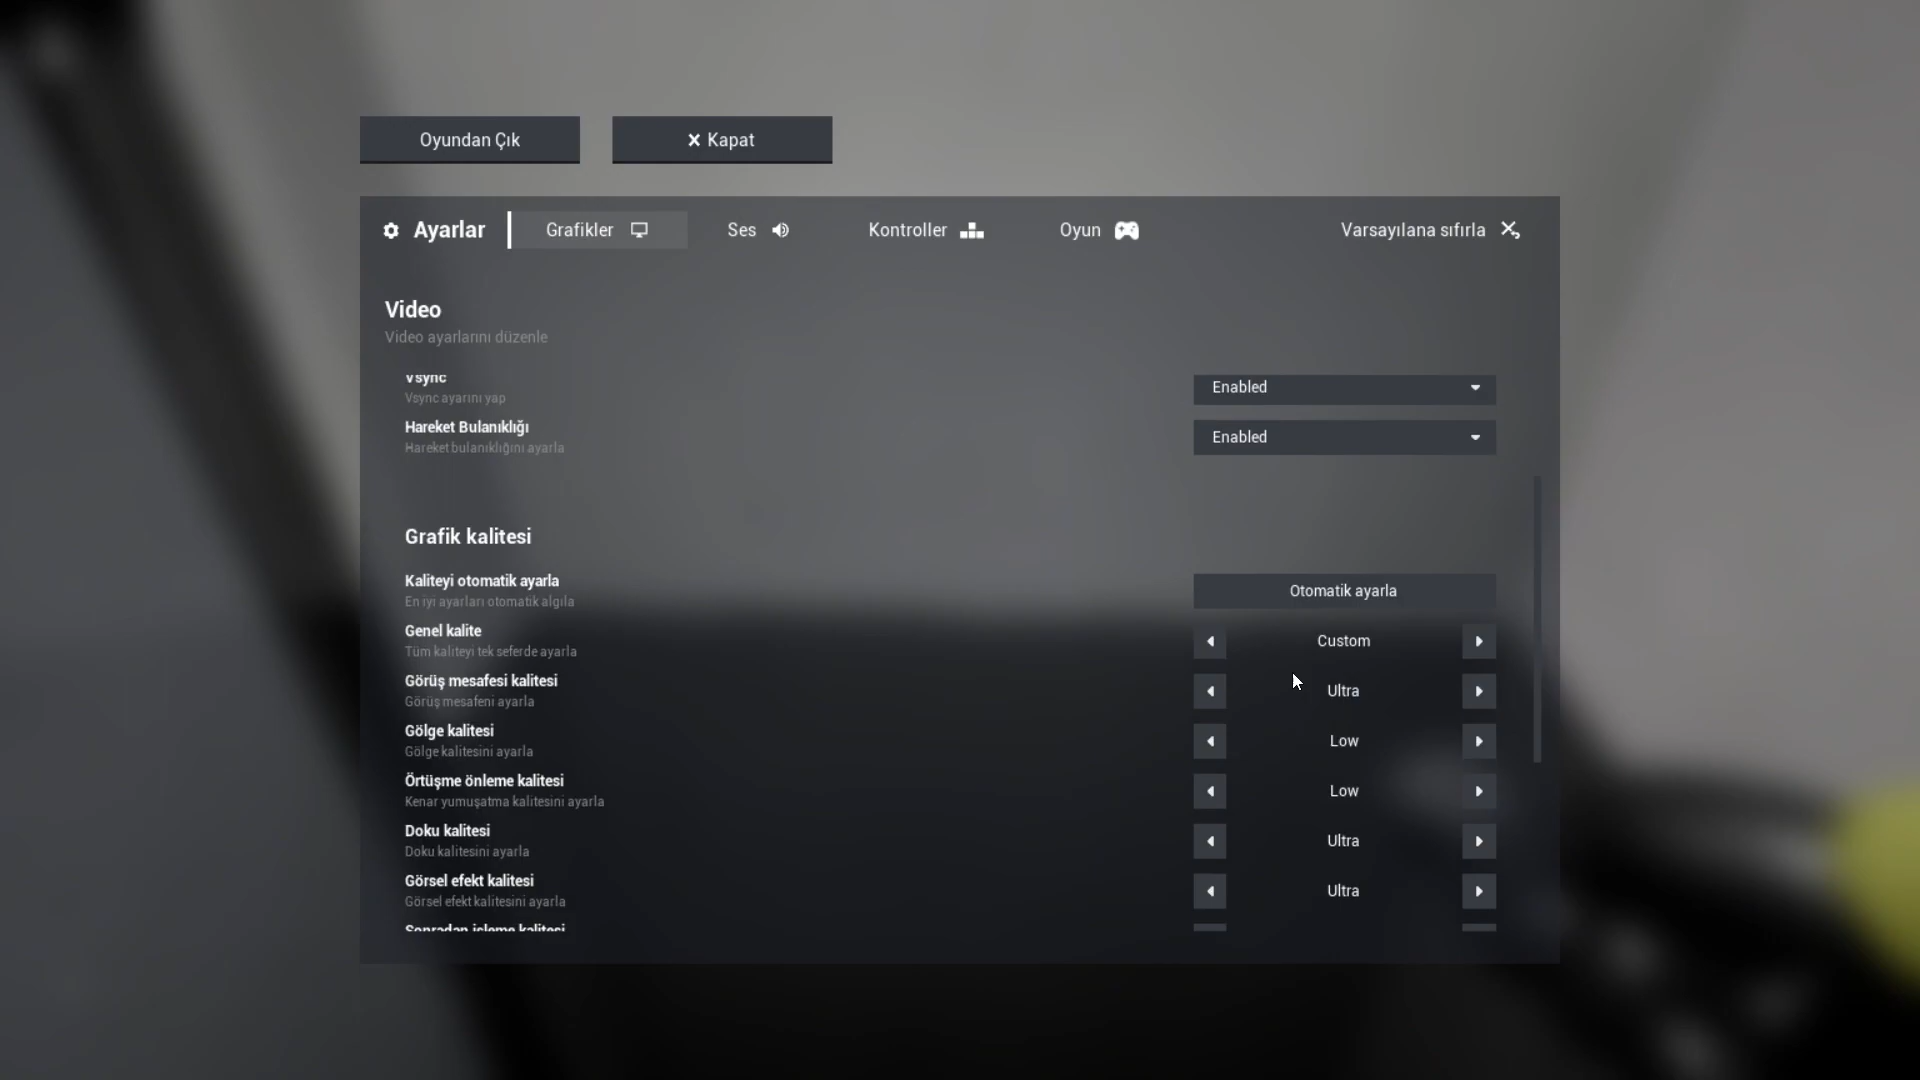 Oyundan Çık
Kapat
Ayarlar
Grafikler
Ses
Kontroller
Oyun
Varsayılana sıfırla
Video
Video ayarlarını düzenle
Vsync
Enabled
Vsync ayarını yap
Hareket Bulanıklığı
Enabled
Hareket bulanıklığını ayarla
Grafik kalitesi
Kaliteyi otomatik ayarla
Otomatik ayarla
En iyi ayarları otomatik algıla
Genel kalite
Custom
Tüm kaliteyi tek seferde ayarla
Görüş mesafesi kalitesi
Ultra
Görüş mesafeni ayarla
Gölge kalitesi
Low
Gölge kalitesini ayarla
Örtüşme önleme kalitesi
Low
Kenar yumuşatma kalitesini ayarla
Doku kalitesi
Ultra
Doku kalitesini ayarla
Görsel efekt kalitesi
Ultra
Görsel efekt kalitesini ayarla
Sonradan işleme kalitesi